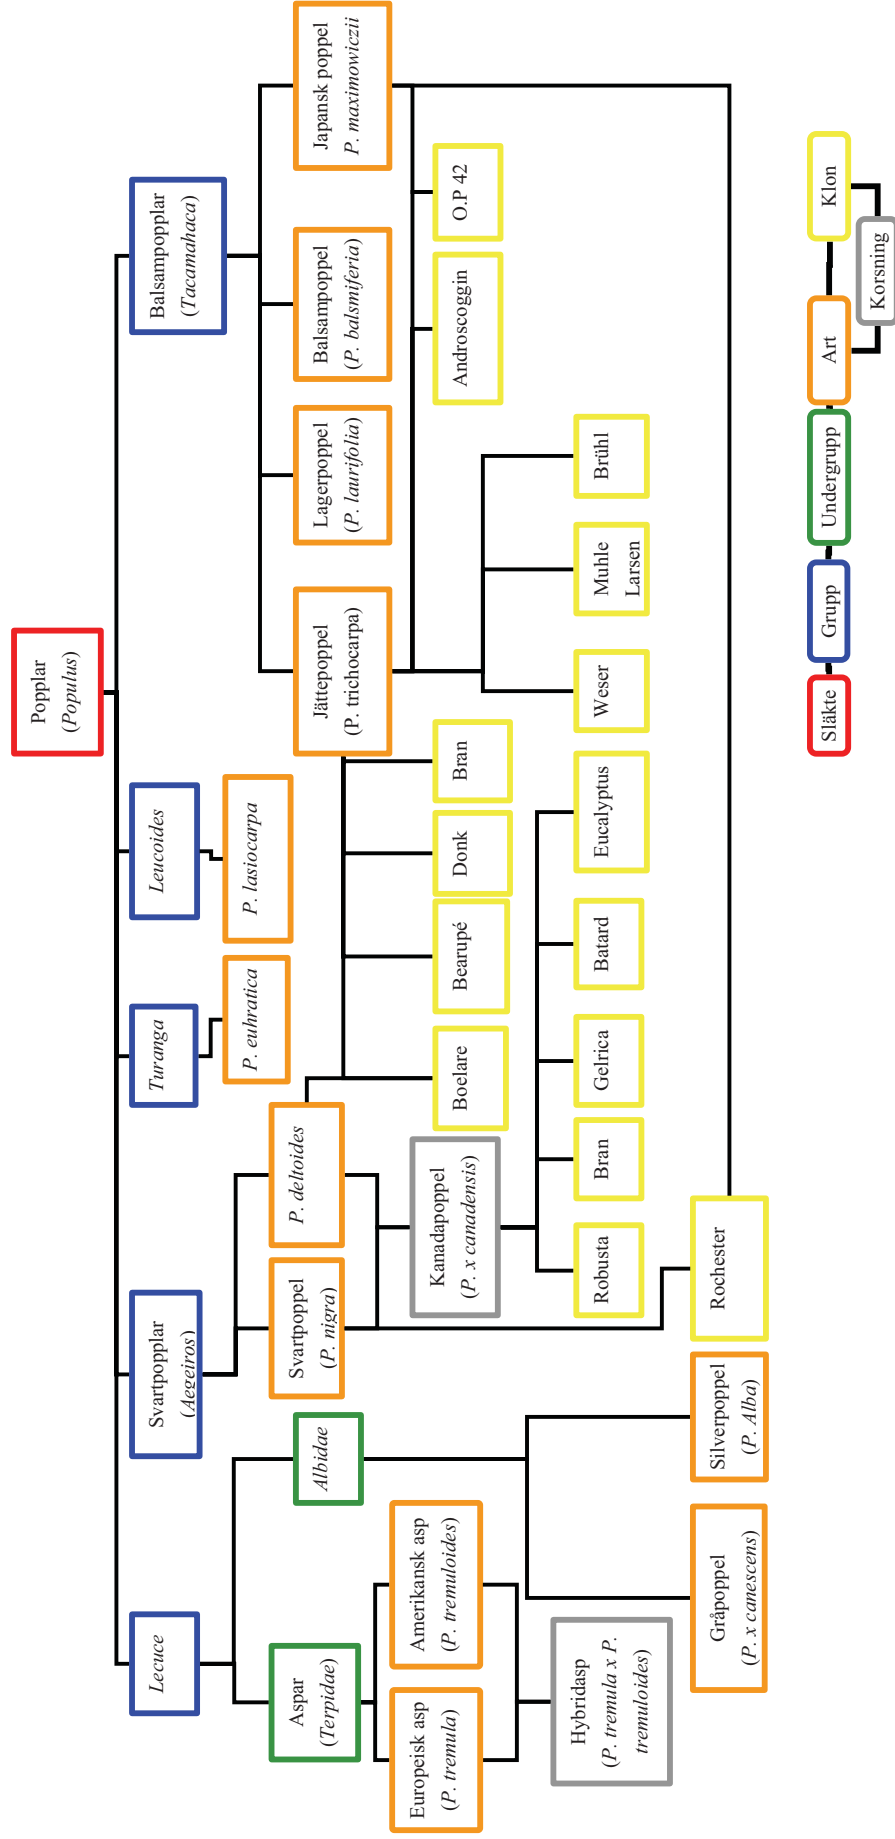 Popplar
(Populus)
Lecuce
Svartpopplar
(Aegeiros)
Turanga
Leucoides
Balsampopplar
(Tacamahaca)
P. euhratica
P. lasiocarpa
Aspar
(Terpidae)
Albidae
Svartpoppel
(P. nigra)
P. deltoides
Jättepoppel
(P. trichocarpa)
Lagerpoppel
(P. laurifolia)
Balsampoppel
(P. balsmiferia)
Japansk poppel
P. maximowiczii
Europeisk asp
(P. tremula)
Amerikansk asp
(P. tremuloides)
Kanadapoppel
(P. x canadensis)
Boelare
Bearupé
Donk
Bran
Androscoggin
O.P 42
Hybridasp
(P. tremula x P.
tremuloides)
Robusta
Bran
Gelrica
Batard
Eucalyptus
Weser
Muhle
Larsen
Brühl
Gråpoppel
(P. x canescens)
Silverpoppel
(P. Alba)
Rochester
Släkte
Grupp
Undergrupp
Art
Klon
Korsning